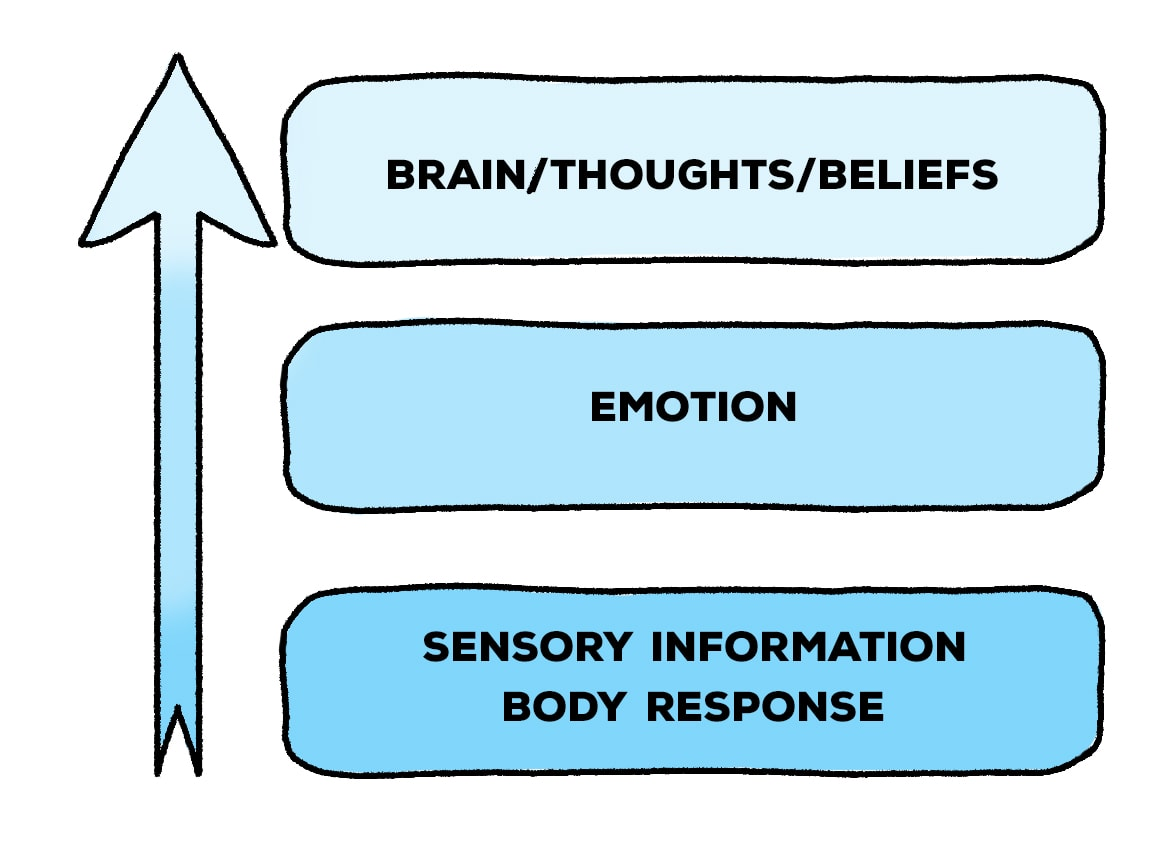 BRAIN/THOUGHTS/BELIEFS
EMOTION
SENSORY INFORMATION
BODY RESPONSE